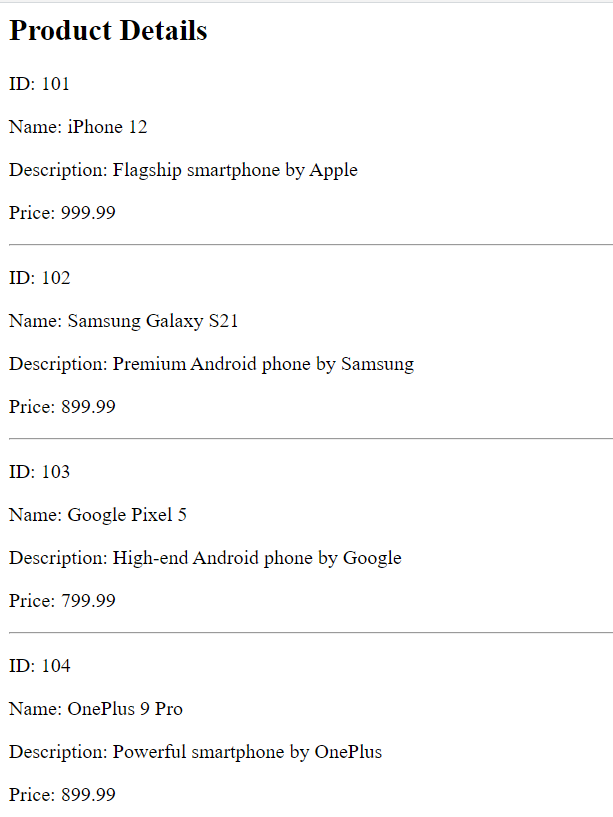 Product Details
ID: 101
Name: iPhone 12
Description: Flagship smartphone by Apple
Price: 999.99
ID: 102
Name: Samsung Galaxy S21
Description: Premium Android phone by Samsung
Price: 899.99
ID: 103
Name: Google Pixel 5
Description: High-end Android phone by Google
Price: 799.99
ID: 104
Name: OnePlus 9 Pro
Description: Powerful smartphone by OnePlus
Price: 899.99